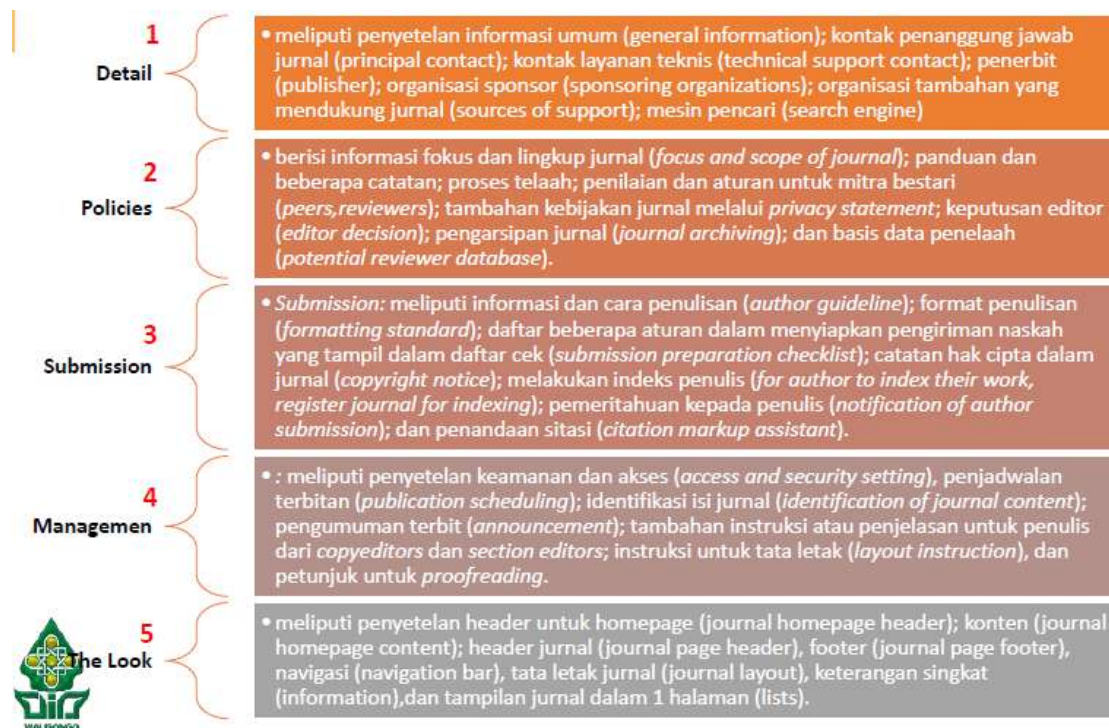 1
Detail
• meliputi penyetelan informasi umum (general information); kontak penanggung jawab
jurnal (principal contact); kontak layanan teknis (technical support contact); penerbit
(publisher); organisasi sponsor (sponsoring organizations); organisasi tambahan yang
mendukung jurnal (sources of support); mesin pencari (search engine)
2
Policies
• berisi informasi fokus dan lingkup jurnal (focus and scope of journal); panduan dan
beberapa catatan; proses telaah; penilaian dan aturan untuk mitra bestari
(peers,reviewers); tambahan kebijakan jurnal melalui privacy statement; keputusan editor
(editor decision); pengarsipan jurnal (journal archiving); dan basis data penelaah
(potential reviewer database).
3
Submission
• Submission: meliputi informasi dan cara penulisan (author guideline); format penulisan
(formatting standard); daftar beberapa aturan dalam menyiapkan pengiriman naskah
yang tampil dalam daftar cek (submission preparation checklist); catatan hak cipta dalam
jurnal (copyright notice); melakukan indeks penulis (for author to index their work,
register journal for indexing); pemeritahuan kepada penulis (notification of author
submission); dan penandaan sitasi (citation markup assistant).
4
Managemen
• : meliputi penyetelan keamanan dan akses (access and security setting), penjadwalan
terbitan (publication scheduling); identifikasi isi jurnal (identification of journal content);
pengumuman terbit (announcement); tambahan instruksi atau penjelasan untuk penulis
dari copyeditors dan section editors; instruksi untuk tata letak (layout instruction), dan
petunjuk untuk proofreading.
5
The Look
• meliputi penyetelan header untuk homepage (journal homepage header); konten (journal
homepage content); header jurnal (journal page header), footer (journal page footer),
navigasi (navigation bar), tata letak jurnal (journal layout), keterangan singkat
(information),dan tampilan jurnal dalam 1 halaman (lists).
WALISONGO